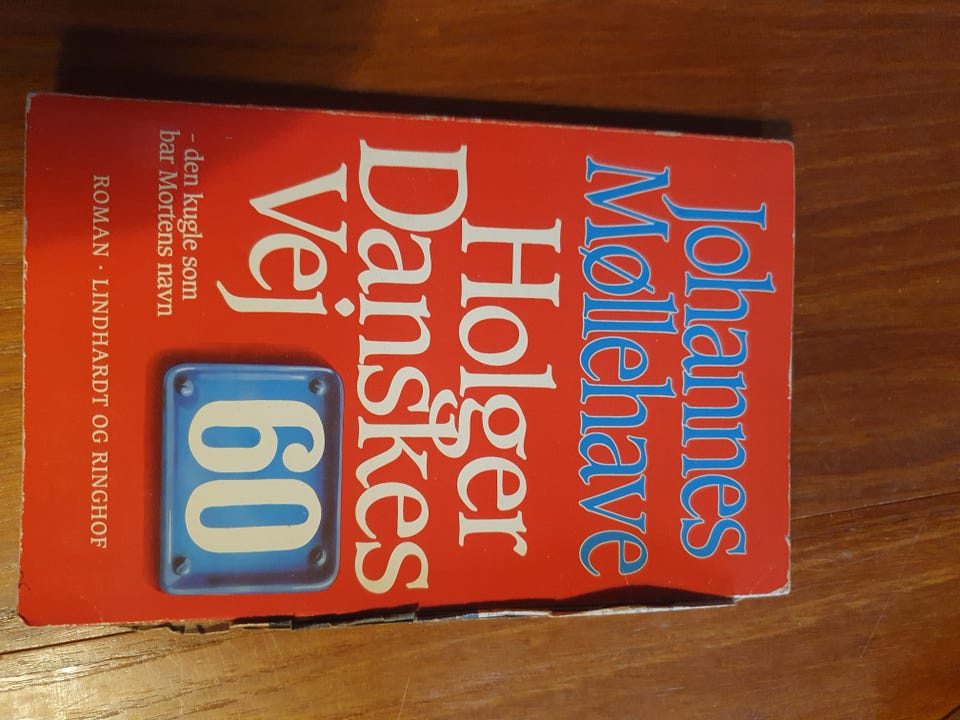 Johannes
Møllehave
Holger
Danskes
Vej
60
- den kugle som
bar Mortens navn
ROMAN · LINDHARDT OG RINGHOF